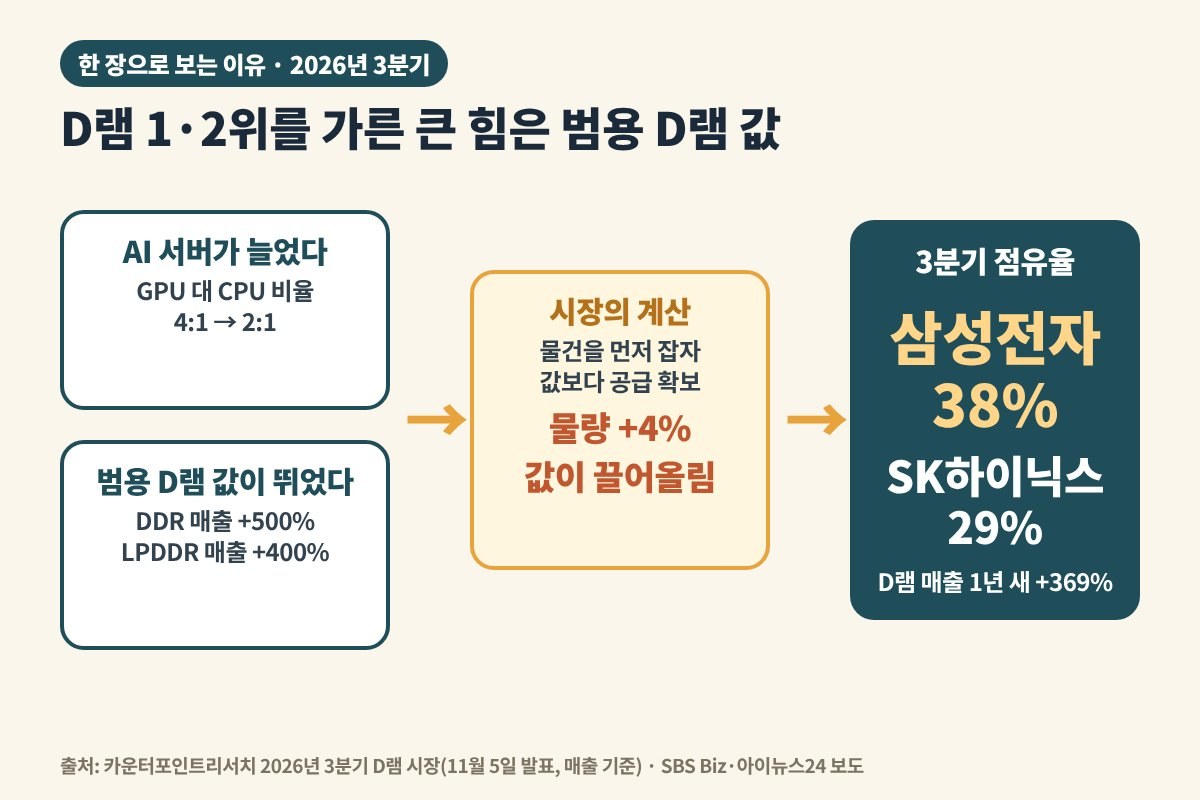 한 장으로 보는 이유 · 2026년 3분기
D램 1·2위를 가른 큰 힘은 범용 D램 값
AI 서버가 늘었다
GPU 대 CPU 비율
4:1 → 2:1
범용 D램 값이 뛰었다
DDR 매출 +500%
LPDDR 매출 +400%
시장의 계산
물건을 먼저 잡자
값보다 공급 확보
물량 +4%
값이 끌어올림
3분기 점유율
삼성전자
38%
SK하이닉스
29%
D램 매출 1년 새 +369%
출처: 카운터포인트리서치 2026년 3분기 D램 시장(11월 5일 발표, 매출 기준) · SBS Biz·아이뉴스24 보도